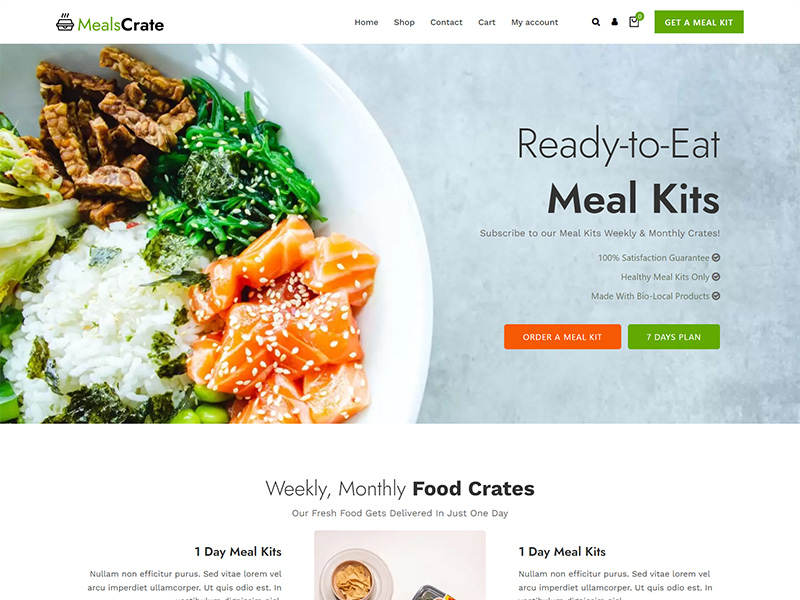 MealsCrate
Home Shop Contact Cart My account
0
GET A MEAL KIT
Ready-to-Eat
Meal Kits
Subscribe to our Meal Kits Weekly & Monthly Crates!
100% Satisfaction Guarantee
Healthy Meal Kits Only
Made With Bio-Local Products
ORDER A MEAL KIT
7 DAYS PLAN
Weekly, Monthly Food Crates
Our Fresh Food Gets Delivered In Just One Day
1 Day Meal Kits
Nullam non efficitur purus. Sed vitae lorem vel
arcu imperdiet ullamcorper. Ut quis odio est. In
1 Day Meal Kits
Nullam non efficitur purus. Sed vitae lorem vel
arcu imperdiet ullamcorper. Ut quis odio est. In